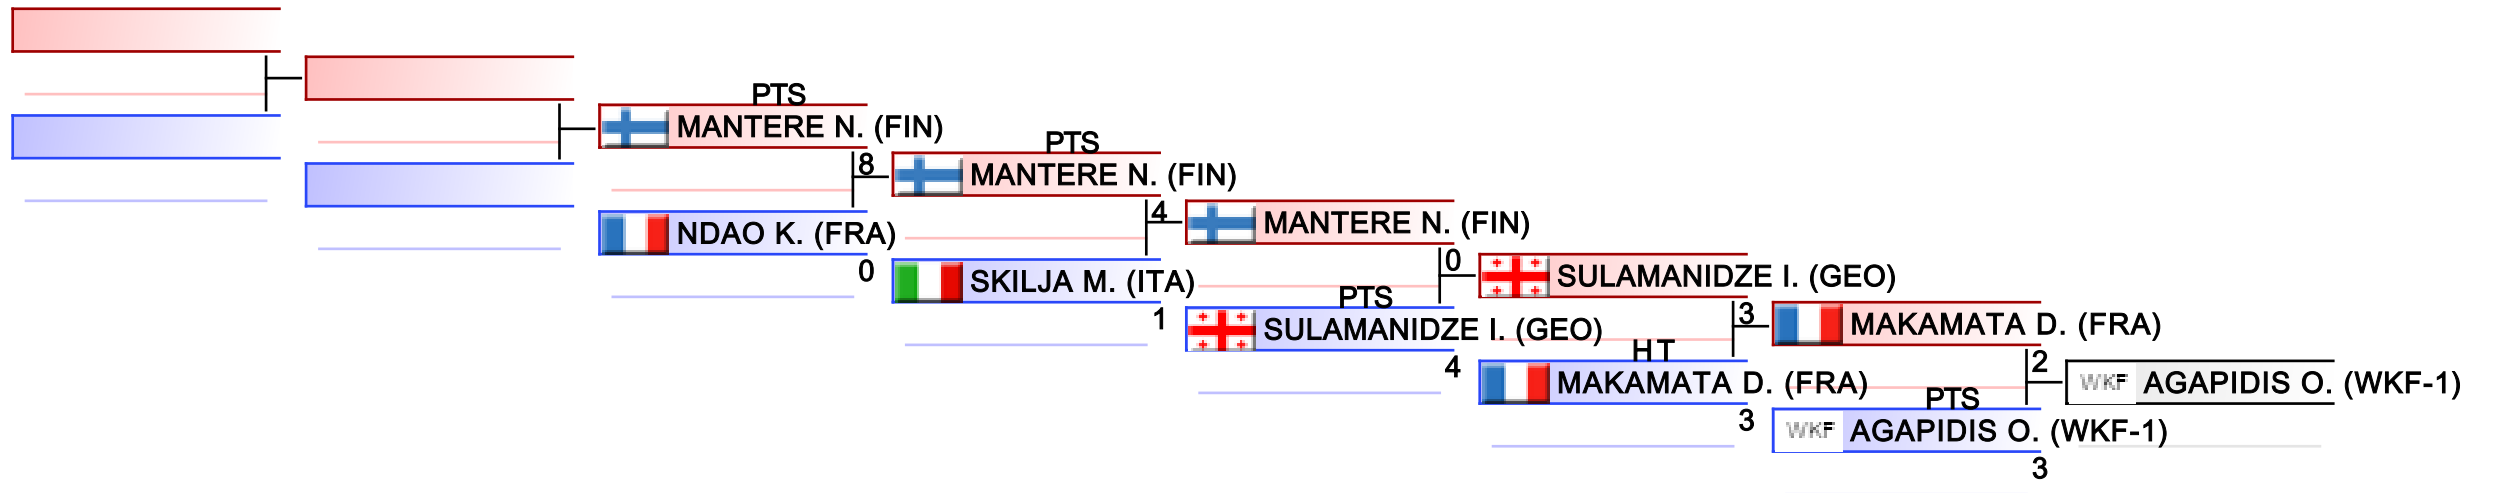 PTS
MANTERE N. (FIN)
8
NDAO K. (FRA)
0
PTS
MANTERE N. (FIN)
4
SKILJA M. (ITA)
1
MANTERE N. (FIN)
0
PTS
SULAMANIDZE I. (GEO)
4
SULAMANIDZE I. (GEO)
3
HT
MAKAMATA D. (FRA)
3
MAKAMATA D. (FRA)
2
PTS
WKF AGAPIDIS O. (WKF-1)
3
WKF AGAPIDIS O. (WKF-1)